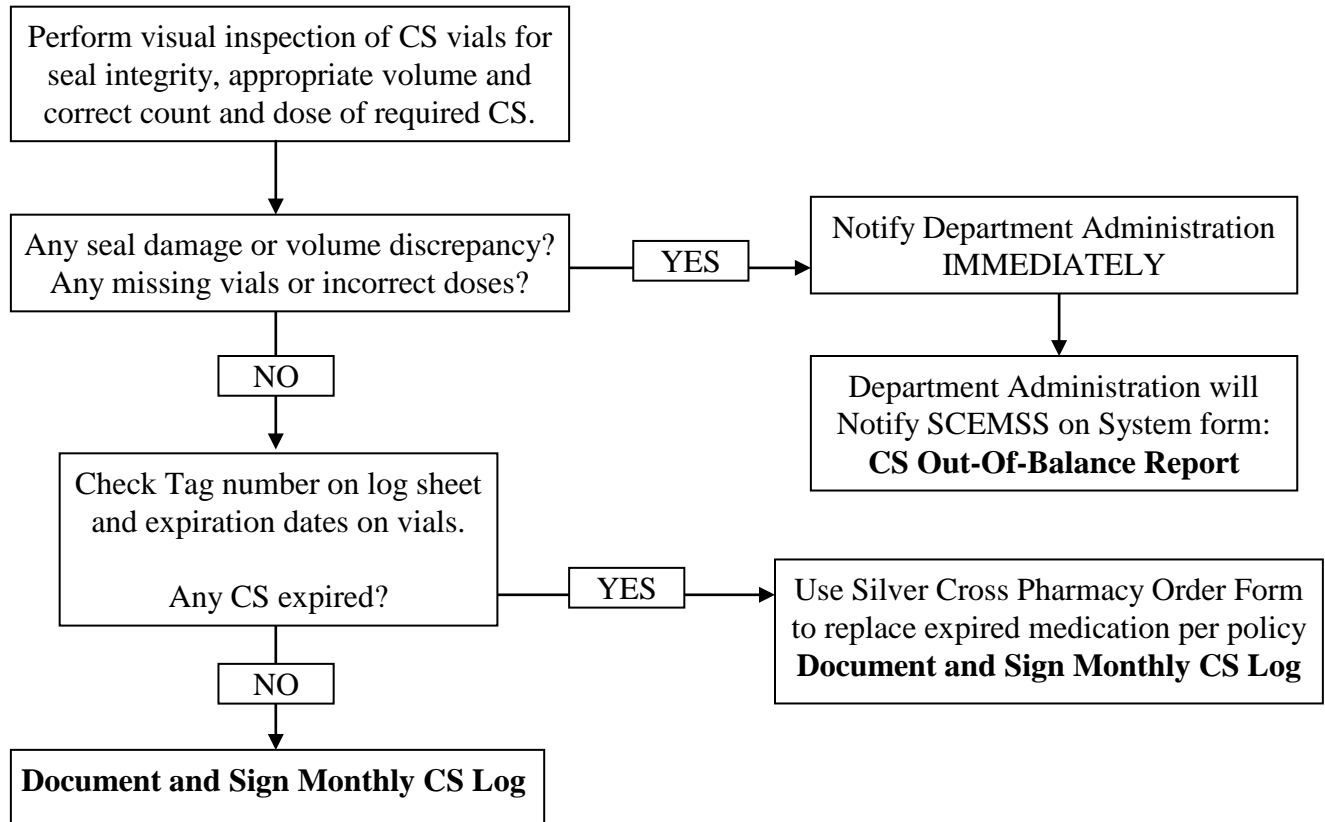 Perform visual inspection of CS vials for
seal integrity, appropriate volume and
correct count and dose of required CS.
Any seal damage or volume discrepancy?
Any missing vials or incorrect doses?
YES
Notify Department Administration
IMMEDIATELY
Department Administration will
Notify SCEMSS on System form:
CS Out-Of-Balance Report
NO
Check Tag number on log sheet
and expiration dates on vials.
Any CS expired?
YES
Use Silver Cross Pharmacy Order Form
to replace expired medication per policy
Document and Sign Monthly CS Log
NO
Document and Sign Monthly CS Log